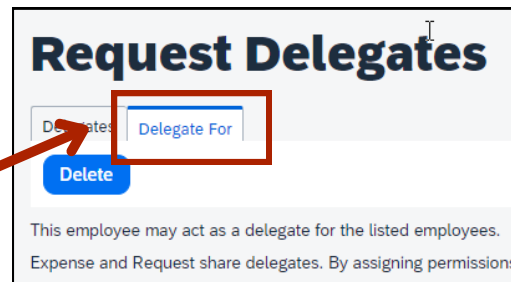 Request Delegates
Delegates
Delegate For
Delete
This employee may act as a delegate for the listed employees.
Expense and Request share delegates. By assigning permissions